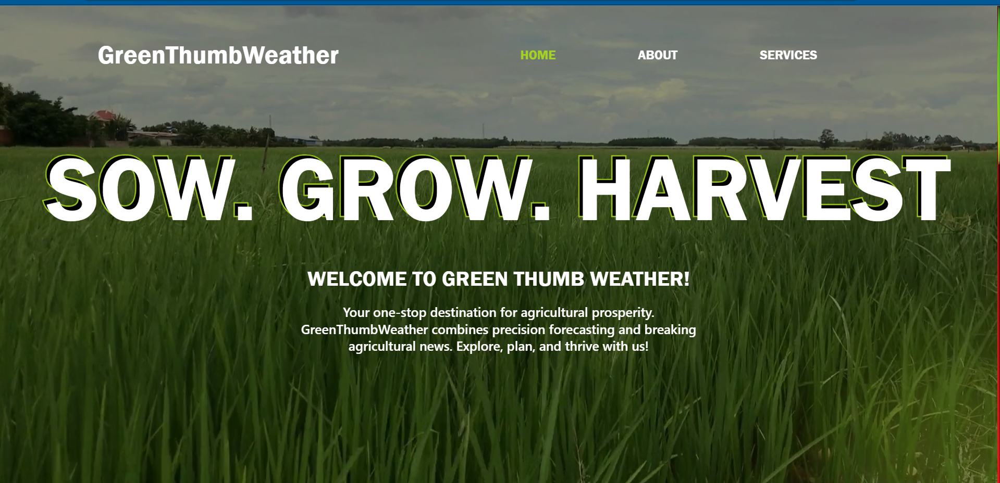 GreenThumbWeather
HOME ABOUT SERVICES
SOW. GROW. HARVEST
WELCOME TO GREEN THUMB WEATHER!
Your one-stop destination for agricultural prosperity.
GreenThumbWeather combines precision forecasting and breaking
agricultural news. Explore, plan, and thrive with us!